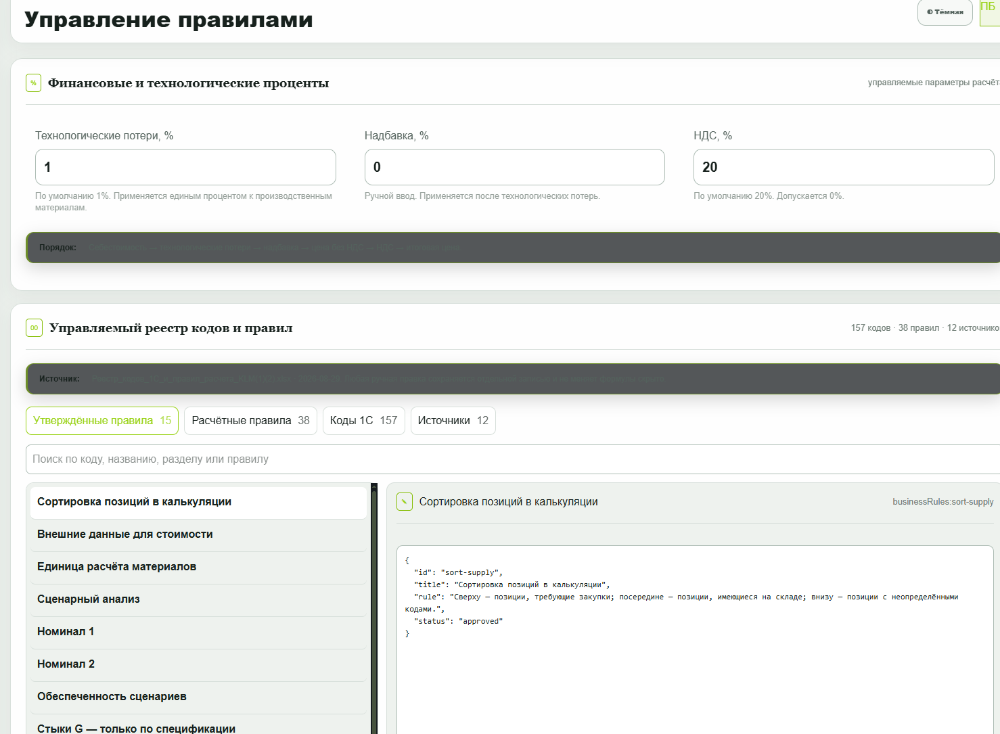 Управление правилами
Тёмная
ПБ
% Финансовые и технологические проценты
управляемые параметры расчёт
Технологические потери, %
Надбавка, %
НДС, %
1
0
20
По умолчанию 1%. Применяется единым процентом к производственным
материалам.
Ручной ввод. Применяется после технологических потерь.
По умолчанию 20%. Допускается 0%.
Порядок: Себестоимость — технологические потери — надбавка — цена без НДС — НДС — итоговая цена
00 Управляемый реестр кодов и правил
157 кодов · 38 правил · 12 источнико
Источник:
Утверждённые правила 15
Расчётные правила 38
Коды 1С 157
Источники 12
Поиск по коду, названию, разделу или правилу
Сортировка позиций в калькуляции
Внешние данные для стоимости
Единица расчёта материалов
Сценарный анализ
Номинал 1
Номинал 2
Обеспеченность сценариев
Стыки G — только по спецификации
Сортировка позиций в калькуляции
businessRules:sort-supply
{
"id": "sort-supply",
"title": "Сортировка позиций в калькуляции",
"rule": "Сверху — позиции, требующие закупки; посередине — позиции, имеющиеся на складе; внизу — позиции с неопределёнными
кодами.",
"status": "approved"
}